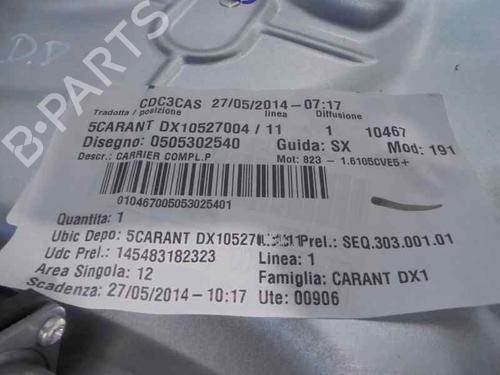 D.D
CDC3CAS 27/05/2014-07:17
Tradotta / posizione linea Diffusione
5CARANT DX10527004 / 11 1 10467
Disegno: 0505302540 Guida: SX Mod: 191
Descr.: CARRIER COMPL.P Mot: 823 - 1.6105CVE5+
010467005053025401
Quantita: 1
Ubic Depo: 5CARANT Prel.: SEQ.303.001.01
Udc Prel.: 145483182323 Linea: 1
Area Singola: 12 Famiglia: CARANT DX1
Scadenza: 27/05/2014-10:17 Ute: 00906